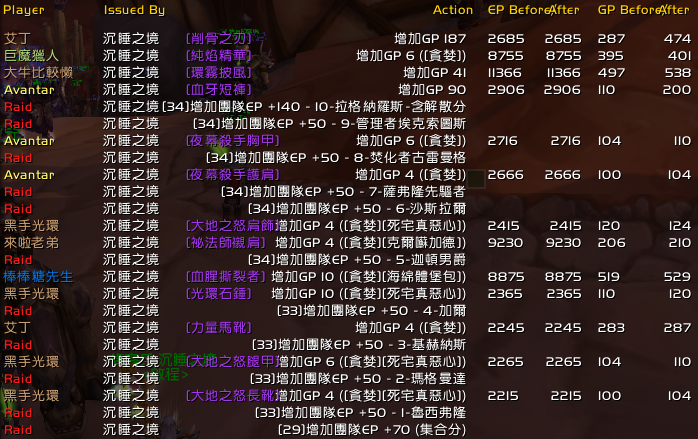 Player Issued By Action EP Before After GP Before After
艾丁 沉睡之境 [削骨之刃] 增加GP 187 2685 2685 287 474
巨魔獵人 沉睡之境 [純焰精華] 增加GP 6 ([貪婪]) 8755 8755 395 401
大牛比較懶 沉睡之境 [環霧披風] 增加GP 41 11366 11366 497 538
Avantar 沉睡之境 [血牙短褲] 增加GP 90 2906 2906 110 200
Raid 沉睡之境 [34]增加團隊EP +140 - 10-拉格納羅斯-含解散分
Raid 沉睡之境 [34]增加團隊EP +50 - 9-管理者埃克索圖斯
Avantar 沉睡之境 [夜幕殺手胸甲] 增加GP 6 ([貪婪]) 2716 2716 104 110
Raid 沉睡之境 [34]增加團隊EP +50 - 8-焚化者古雷曼格
Avantar 沉睡之境 [夜幕殺手護肩] 增加GP 4 ([貪婪]) 2666 2666 100 104
Raid 沉睡之境 [34]增加團隊EP +50 - 7-薩弗隆先驅者
Raid 沉睡之境 [34]增加團隊EP +50 - 6-沙斯拉爾
黑手光環 沉睡之境 [大地之怒肩飾]增加GP 4 ([貪婪][死宅真惡心]) 2415 2415 120 124
來啦老弟 沉睡之境 [祕法師襯肩] 增加GP 4 ([貪婪][克爾蘇加德]) 9230 9230 206 210
Raid 沉睡之境 [34]增加團隊EP +50 - 5-迦頓男爵
棒棒糖先生 沉睡之境 [血腥撕裂者] 增加GP 10 ([貪婪][海綿體堡包]) 8875 8875 519 529
黑手光環 沉睡之境 [光環石錘] 增加GP 10 ([貪婪][死宅真惡心]) 2365 2365 110 120
Raid 沉睡之境 [33]增加團隊EP +50 - 4-加爾
艾丁 沉睡之境 [力量馬靴] 增加GP 4 ([貪婪]) 2245 2245 283 287
Raid 沉睡之境 [33]增加團隊EP +50 - 3-基赫納斯
黑手光環 沉睡之境 [大地之怒腿甲]增加GP 6 ([貪婪][死宅真惡心]) 2265 2265 104 110
Raid 沉睡之境 [33]增加團隊EP +50 - 2-瑪格曼達
黑手光環 沉睡之境 [大地之怒長靴]增加GP 4 ([貪婪][死宅真惡心]) 2215 2215 100 104
Raid 沉睡之境 [33]增加團隊EP +50 - 1-魯西弗隆
Raid 沉睡之境 [29]增加團隊EP +70 (集合分)